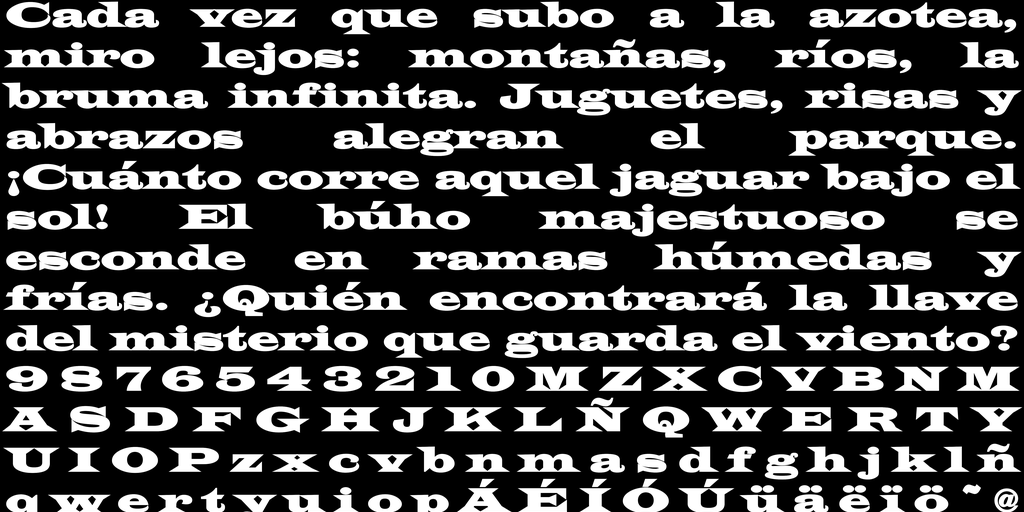 Cada vez que subo a la azotea,
miro lejos: montañas, ríos, la
bruma infinita. Juguetes, risas y
abrazos alegran el parque.
¡Cuánto corre aquel jaguar bajo el
sol! El búho majestuoso se
esconde en ramas húmedas y
frías. ¿Quién encontrará la llave
del misterio que guarda el viento?
9 8 7 6 5 4 3 2 1 0 M Z X C V B N M
A S D F G H J K L Ñ Q W E R T Y
U I O P z x c v b n m a s d f g h j k l ñ
q w e r t y u i o p Á É Í Ó Ú ü ä ë ï ö ~ @